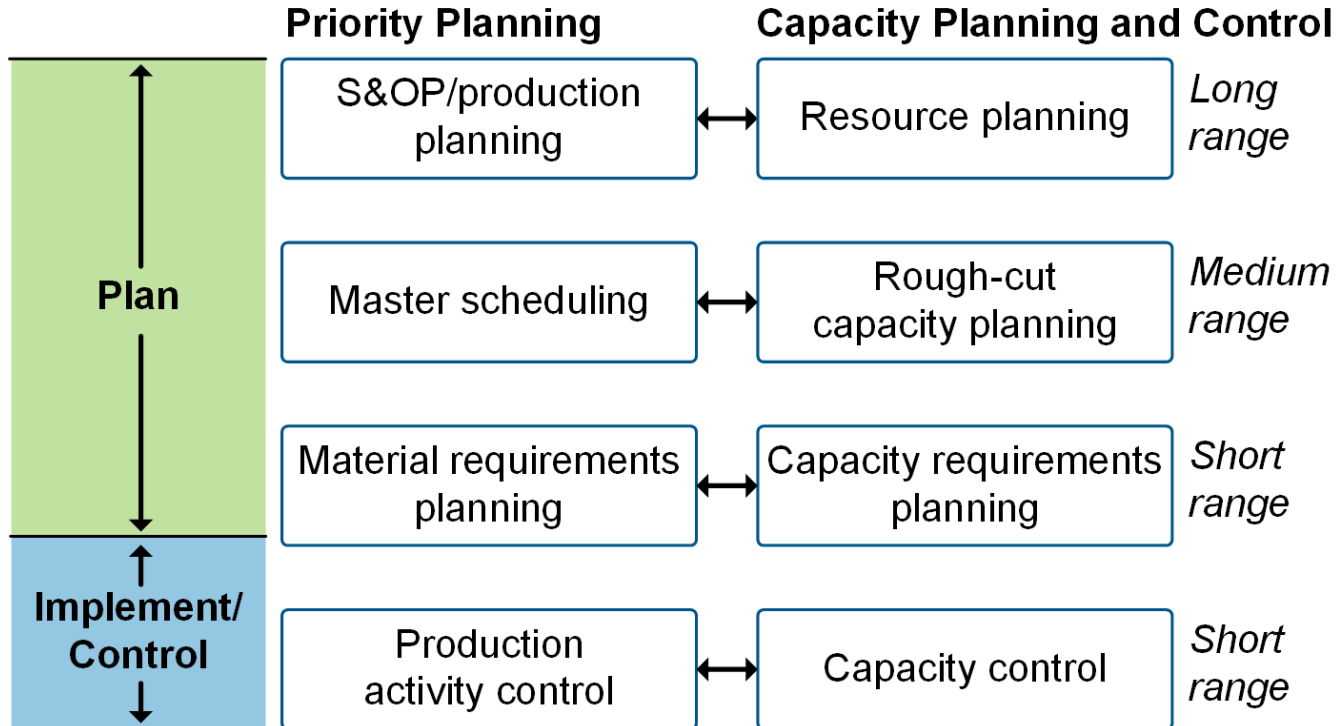 Priority Planning
Capacity Planning and Control
S&OP/production
planning
Resource planning
Long
range
Plan
Master scheduling
Rough-cut
capacity planning
Medium
range
Material requirements
planning
Capacity requirements
planning
Short
range
Implement/
Control
Production
activity control
Capacity control
Short
range